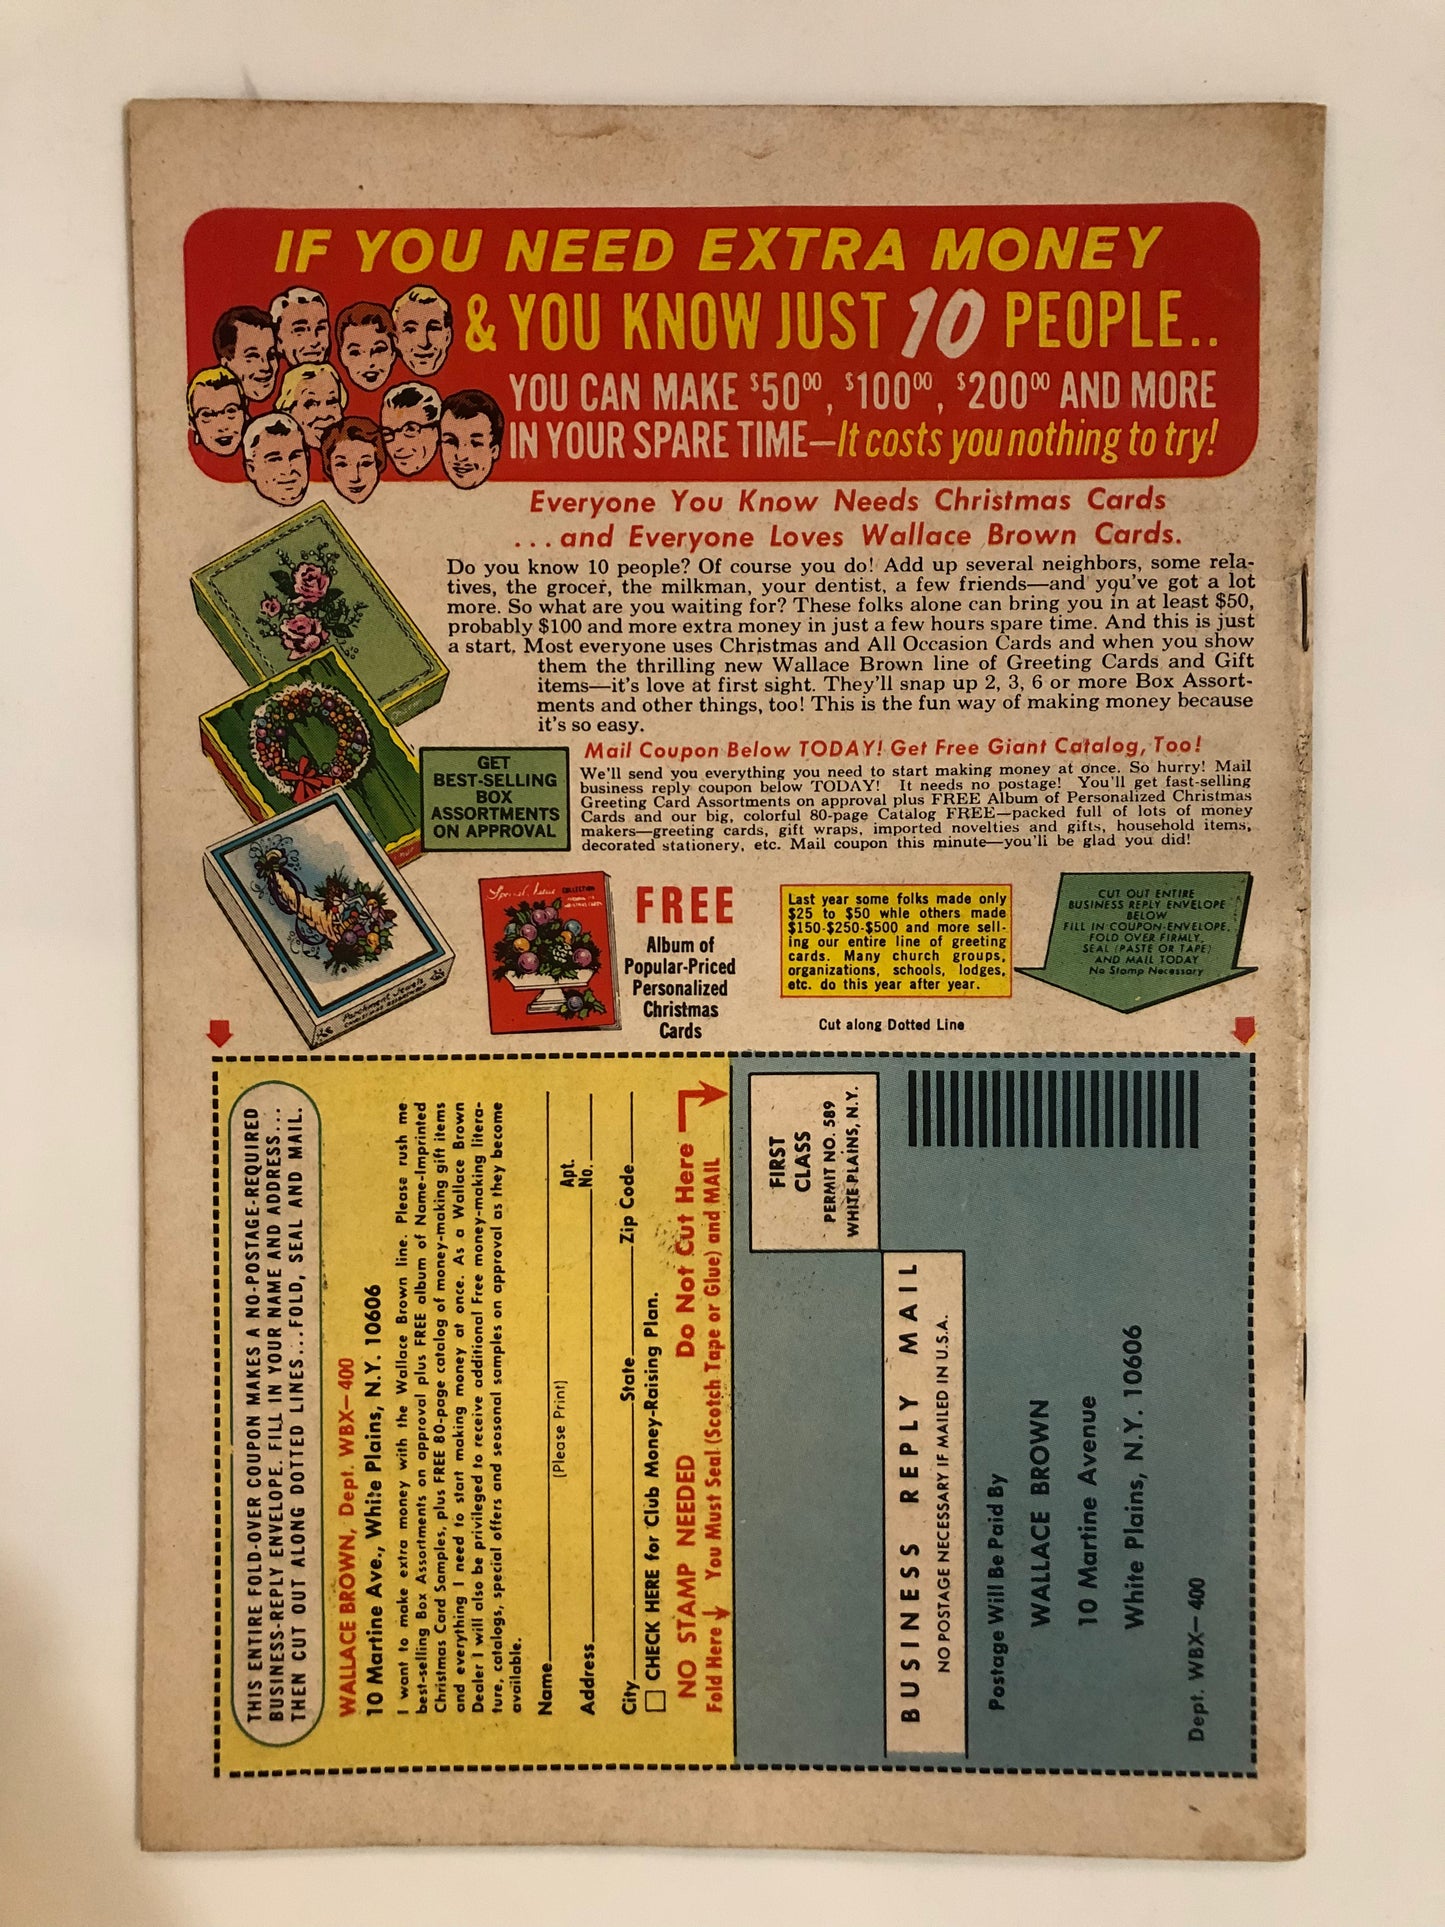 IF YOU NEED EXTRA MONEY
& YOU KNOW JUST 10 PEOPLE..
YOU CAN MAKE $50⁰⁰, $100⁰⁰, $200⁰⁰ AND MORE
IN YOUR SPARE TIME—It costs you nothing to try!
Everyone You Know Needs Christmas Cards
...and Everyone Loves Wallace Brown Cards.
Do you know 10 people? Of course you do! Add up several neighbors, some rela-
tives, the grocer, the milkman, your dentist, a few friends—and you've got a lot
more. So what are you waiting for? These folks alone can bring you in at least $50,
probably $100 and more extra money in just a few hours spare time. And this is just
a start. Most everyone uses Christmas and All Occasion Cards and when you show
them the thrilling new Wallace Brown line of Greeting Cards and Gift
items—it's love at first sight. They'll snap up 2, 3, 6 or more Box Assort-
ments and other things, too! This is the fun way of making money because
it's so easy.
GET
BEST-SELLING
BOX
ASSORTMENTS
ON APPROVAL
Mail Coupon Below TODAY! Get Free Giant Catalog, Too!
We'll send you everything you need to start making money at once. So hurry! Mail
business reply coupon below TODAY! It needs no postage! You'll get fast-selling
Greeting Card Assortments on approval plus FREE Album of Personalized Christmas
Cards and our big, colorful 80-page Catalog FREE—packed full of lots of money
makers—greeting cards, gift wraps, imported novelties and gifts, household items,
decorated stationery, etc. Mail coupon this minute—you'll be glad you did!
Parchment Jewels
CHRISTMAS ASSORTMENT
COLLECTION
FREE
Album of
Popular-Priced
Personalized
Christmas
Cards
Last year some folks made only
$25 to $50 whle others made
$150-$250-$500 and more sell-
ing our entire line of greeting
cards. Many church groups,
organizations, schools, lodges,
etc. do this year after year.
CUT OUT ENTIRE
BUSINESS REPLY ENVELOPE
BELOW
FILL IN COUPON-ENVELOPE,
FOLD OVER FIRMLY,
SEAL (PASTE OR TAPE)
AND MAIL TODAY
No Stamp Necessary
Cut along Dotted Line
THIS ENTIRE FOLD-OVER COUPON MAKES A NO-POSTAGE-REQUIRED
BUSINESS-REPLY ENVELOPE. FILL IN YOUR NAME AND ADDRESS...
THEN CUT OUT ALONG DOTTED LINES...FOLD, SEAL AND MAIL.
WALLACE BROWN, Dept. WBX—400
10 Martine Ave., White Plains, N.Y. 10606
I want to make extra money with the Wallace Brown line. Please rush me
best-selling Box Assortments on approval plus FREE album of Name-Imprinted
Christmas Card Samples, plus FREE 80-page catalog of money-making gift items
and everything I need to start making money at once. As a Wallace Brown
Dealer I will also be privileged to receive additional Free money-making litera-
ture, catalogs, special offers and seasonal samples on approval as they become
available.
Name
(Please Print)
Address Apt. No.
City State Zip Code
CHECK HERE for Club Money-Raising Plan.
NO STAMP NEEDED Do Not Cut Here
Fold Here You Must Seal (Scotch Tape or Glue) and MAIL
FIRST
CLASS
PERMIT NO. 589
WHITE PLAINS, N.Y.
BUSINESS REPLY MAIL
NO POSTAGE NECESSARY IF MAILED IN U.S.A.
Postage Will Be Paid By
WALLACE BROWN
10 Martine Avenue
White Plains, N.Y. 10606
Dept. WBX—400